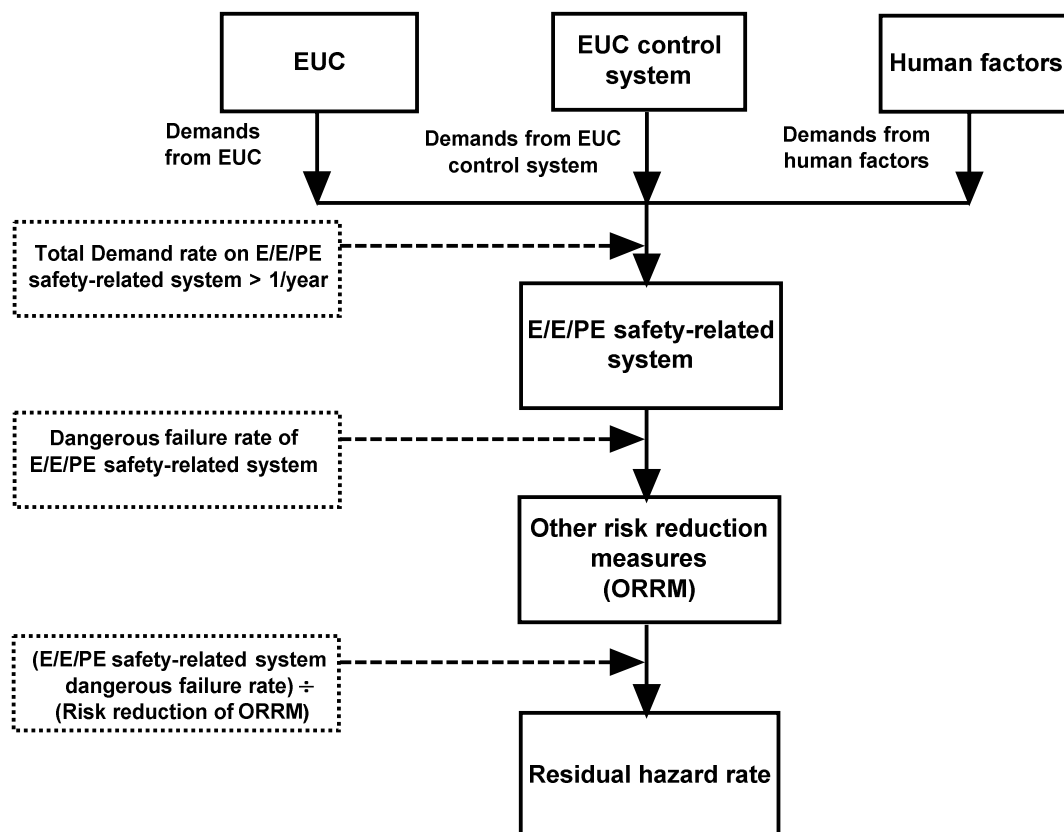 EUC
EUC control
system
Human factors
Demands
from EUC
Demands from EUC
control system
Demands from
human factors
Total Demand rate on E/E/PE
safety-related system > 1/year
E/E/PE safety-related
system
Dangerous failure rate of
E/E/PE safety-related system
Other risk reduction
measures
(ORRM)
(E/E/PE safety-related system
dangerous failure rate) ÷
(Risk reduction of ORRM)
Residual hazard rate